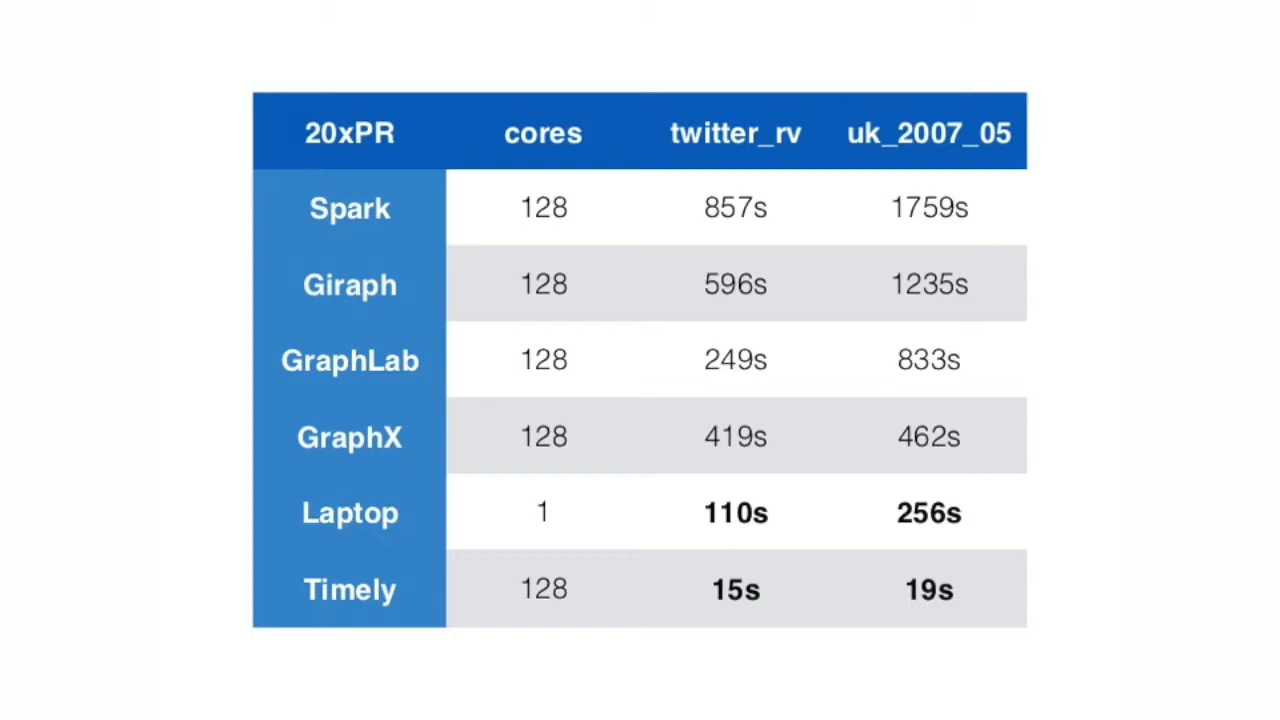 20xPR cores twitter_rv uk_2007_05
Spark 128 857s 1759s
Giraph 128 596s 1235s
GraphLab 128 249s 833s
GraphX 128 419s 462s
Laptop 1 110s 256s
Timely 128 15s 19s